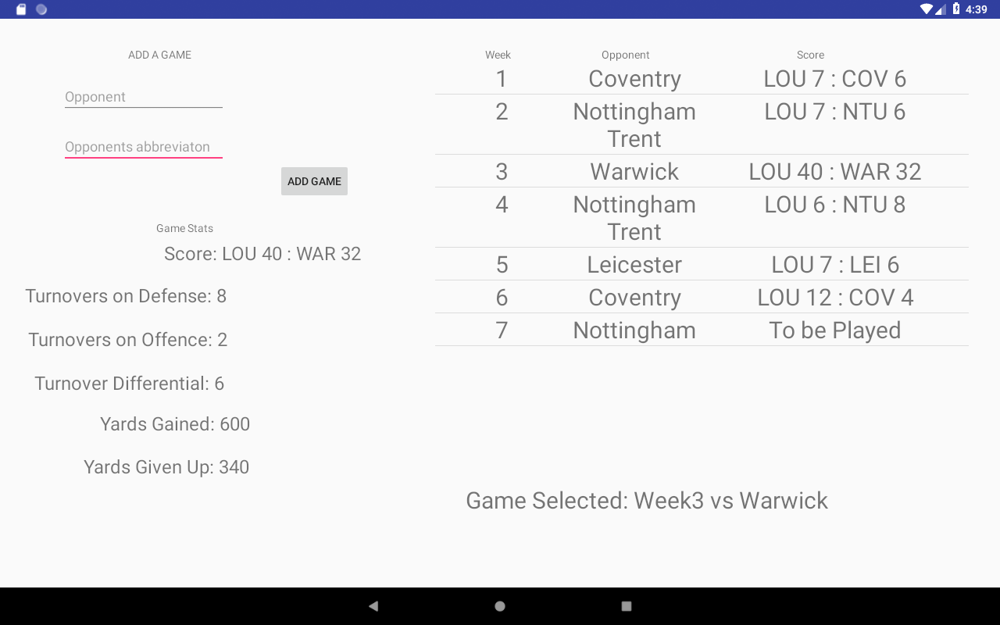 4:39
ADD A GAME
Opponent
Opponents abbreviaton
ADD GAME
Game Stats
Score: LOU 40 : WAR 32
Turnovers on Defense: 8
Turnovers on Offence: 2
Turnover Differential: 6
Yards Gained: 600
Yards Given Up: 340
Week Opponent Score
1 Coventry LOU 7 : COV 6
2 Nottingham LOU 7 : NTU 6
Trent
3 Warwick LOU 40 : WAR 32
4 Nottingham LOU 6 : NTU 8
Trent
5 Leicester LOU 7 : LEI 6
6 Coventry LOU 12 : COV 4
7 Nottingham To be Played
Game Selected: Week3 vs Warwick